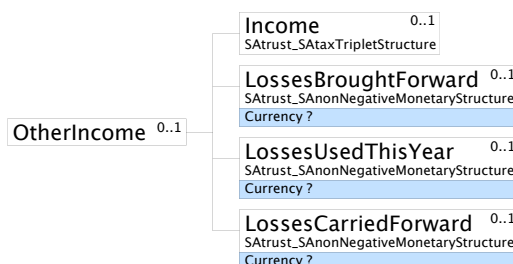 Income 0..1
SAtrust_SAtaxTripletStructure
LossesBroughtForward 0..1
SAtrust_SAnonNegativeMonetaryStructure
Currency ?
OtherIncome 0..1
LossesUsedThisYear 0..1
SAtrust_SAnonNegativeMonetaryStructure
Currency ?
LossesCarriedForward 0..1
SAtrust_SAnonNegativeMonetaryStructure
Currency ?